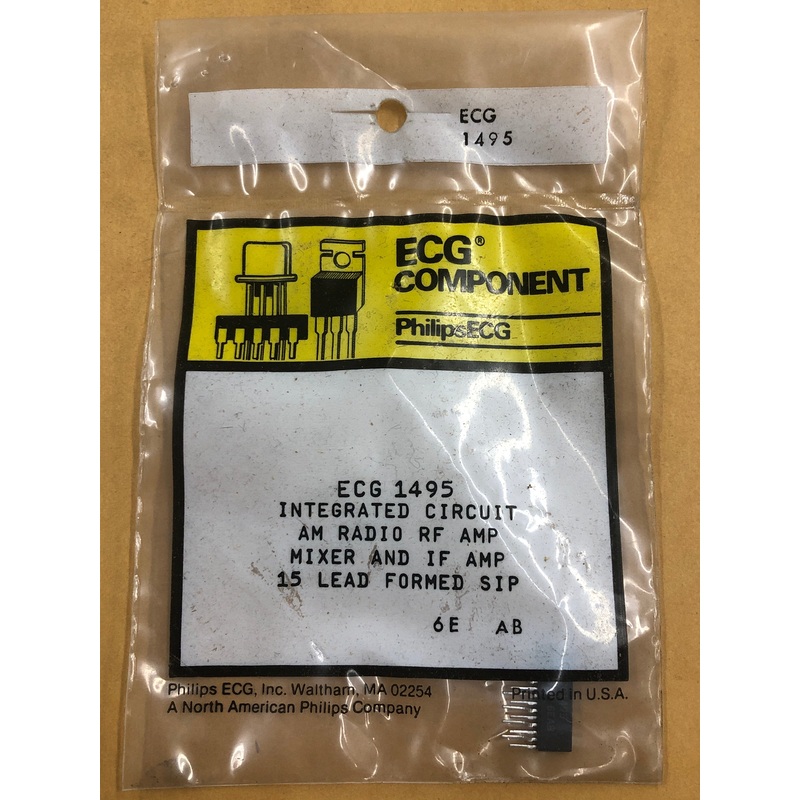 ECG
1495
ECG®
COMPONENT
PhilipsECG
ECG 1495
INTEGRATED CIRCUIT
AM RADIO RF AMP
MIXER AND IF AMP
15 LEAD FORMED SIP
6E AB
Philips ECG, Inc. Waltham, MA 02254 Printed in U.S.A.
A North American Philips Company